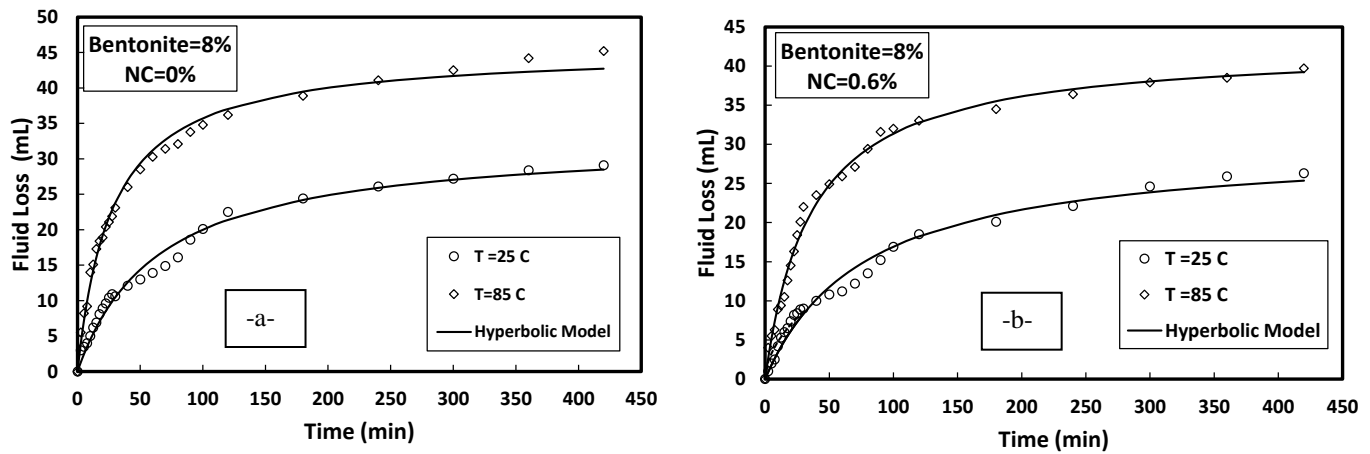 50
45
40
35
30
25
20
15
10
5
0
Fluid Loss (mL)
Bentonite=8%
NC=0%
T =25 C
T=85 C
Hyperbolic Model
-a-
0 50 100 150 200 250 300 350 400 450
Time (min)
45
40
35
30
25
20
15
10
5
0
Fluid Loss (mL)
Bentonite=8%
NC=0.6%
T =25 C
T=85 C
Hyperbolic Model
-b-
0 50 100 150 200 250 300 350 400 450
Time (min)